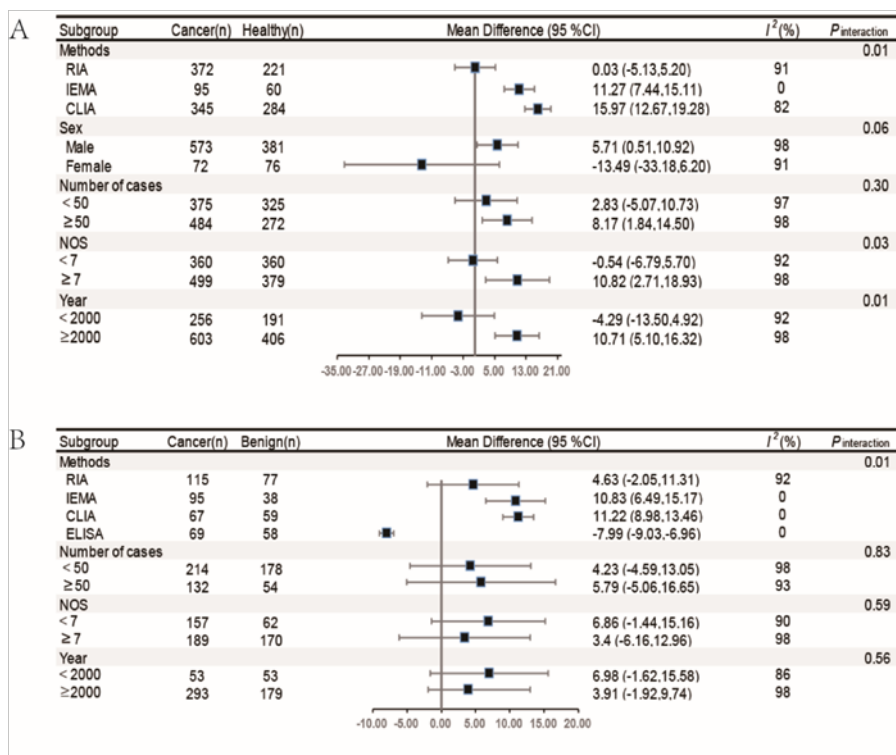 A
Subgroup Cancer(n) Healthy(n) Mean Difference (95 %CI) I²(%) Pinteraction
Methods 0.01
RIA 372 221 0.03 (-5.13,5.20) 91
IEMA 95 60 11.27 (7.44,15.11) 0
CLIA 345 284 15.97 (12.67,19.28) 82
Sex 0.06
Male 573 381 5.71 (0.51,10.92) 98
Female 72 76 -13.49 (-33.18,6.20) 91
Number of cases 0.30
< 50 375 325 2.83 (-5.07,10.73) 97
≥ 50 484 272 8.17 (1.84,14.50) 98
NOS 0.03
< 7 360 360 -0.54 (-6.79,5.70) 92
≥ 7 499 379 10.82 (2.71,18.93) 98
Year 0.01
< 2000 256 191 -4.29 (-13.50,4.92) 92
≥2000 603 406 10.71 (5.10,16.32) 98
-35.00 -27.00 -19.00 -11.00 -3.00 5.00 13.00 21.00
B
Subgroup Cancer(n) Benign(n) Mean Difference (95 %CI) I²(%) Pinteraction
Methods 0.01
RIA 115 77 4.63 (-2.05,11.31) 92
IEMA 95 38 10.83 (6.49,15.17) 0
CLIA 67 59 11.22 (8.98,13.46) 0
ELISA 69 58 -7.99 (-9.03,-6.96) 0
Number of cases 0.83
< 50 214 178 4.23 (-4.59,13.05) 98
≥ 50 132 54 5.79 (-5.06,16.65) 93
NOS 0.59
< 7 157 62 6.86 (-1.44,15.16) 90
≥ 7 189 170 3.4 (-6.16,12.96) 98
Year 0.56
< 2000 53 53 6.98 (-1.62,15.58) 86
≥2000 293 179 3.91 (-1.92,9,74) 98
-10.00 -5.00 0.00 5.00 10.00 15.00 20.00